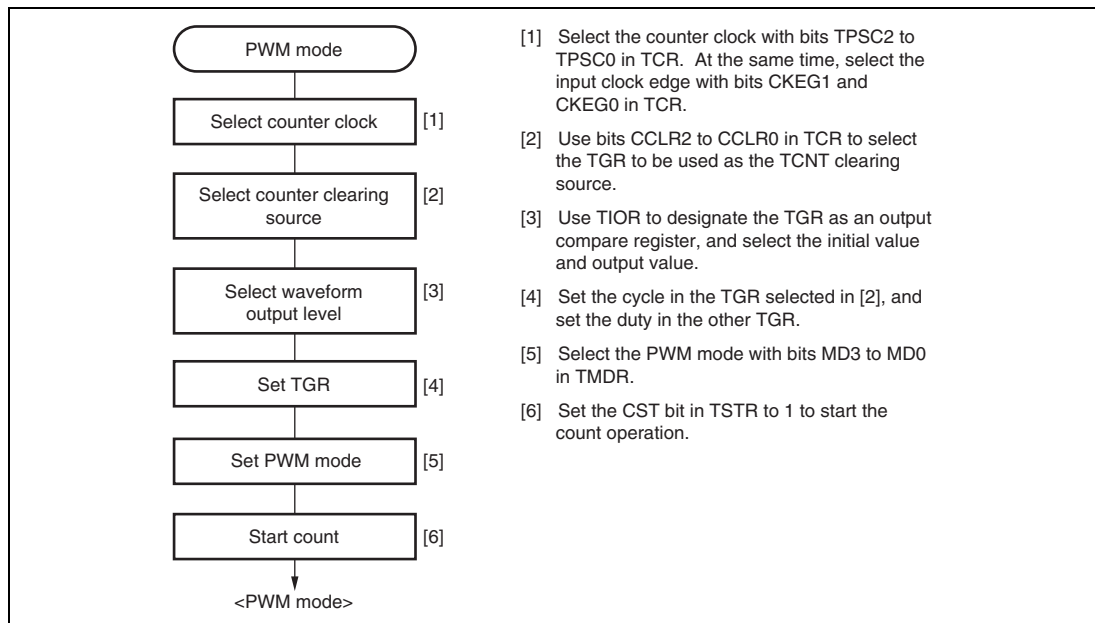 PWM mode
Select counter clock
[1]
Select counter clearing
source
[2]
Select waveform
output level
[3]
Set TGR
[4]
Set PWM mode
[5]
Start count
[6]
<PWM mode>
[1] Select the counter clock with bits TPSC2 to
TPSC0 in TCR. At the same time, select the
input clock edge with bits CKEG1 and
CKEG0 in TCR.
[2] Use bits CCLR2 to CCLR0 in TCR to select
the TGR to be used as the TCNT clearing
source.
[3] Use TIOR to designate the TGR as an output
compare register, and select the initial value
and output value.
[4] Set the cycle in the TGR selected in [2], and
set the duty in the other TGR.
[5] Select the PWM mode with bits MD3 to MD0
in TMDR.
[6] Set the CST bit in TSTR to 1 to start the
count operation.